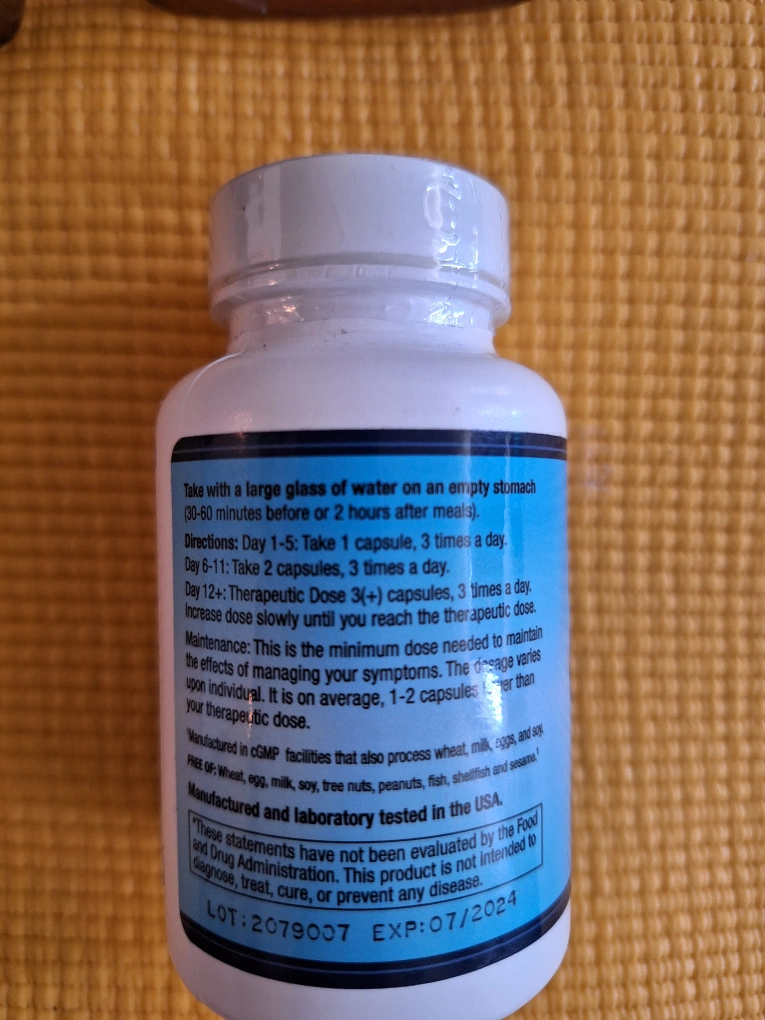 Take with a large glass of water on an empty stomach
(30-60 minutes before or 2 hours after meals).
Directions: Day 1-5: Take 1 capsule, 3 times a day.
Day 6-11: Take 2 capsules, 3 times a day.
Day 12+: Therapeutic Dose 3(+) capsules, 3 times a day.
Increase dose slowly until you reach the therapeutic dose.
Maintenance: This is the minimum dose needed to maintain
the effects of managing your symptoms. The dosage varies
upon individual. It is on average, 1-2 capsules than
your therapeutic dose.
†Manufactured in cGMP facilities that also process wheat, milk, eggs, and soy.
FREE OF: Wheat, egg, milk, soy, tree nuts, peanuts, fish, shellfish and sesame.†
Manufactured and laboratory tested in the USA.
*These statements have not been evaluated by the Food
and Drug Administration. This product is not intended to
diagnose, treat, cure, or prevent any disease.
LOT:2079007 EXP:07/2024